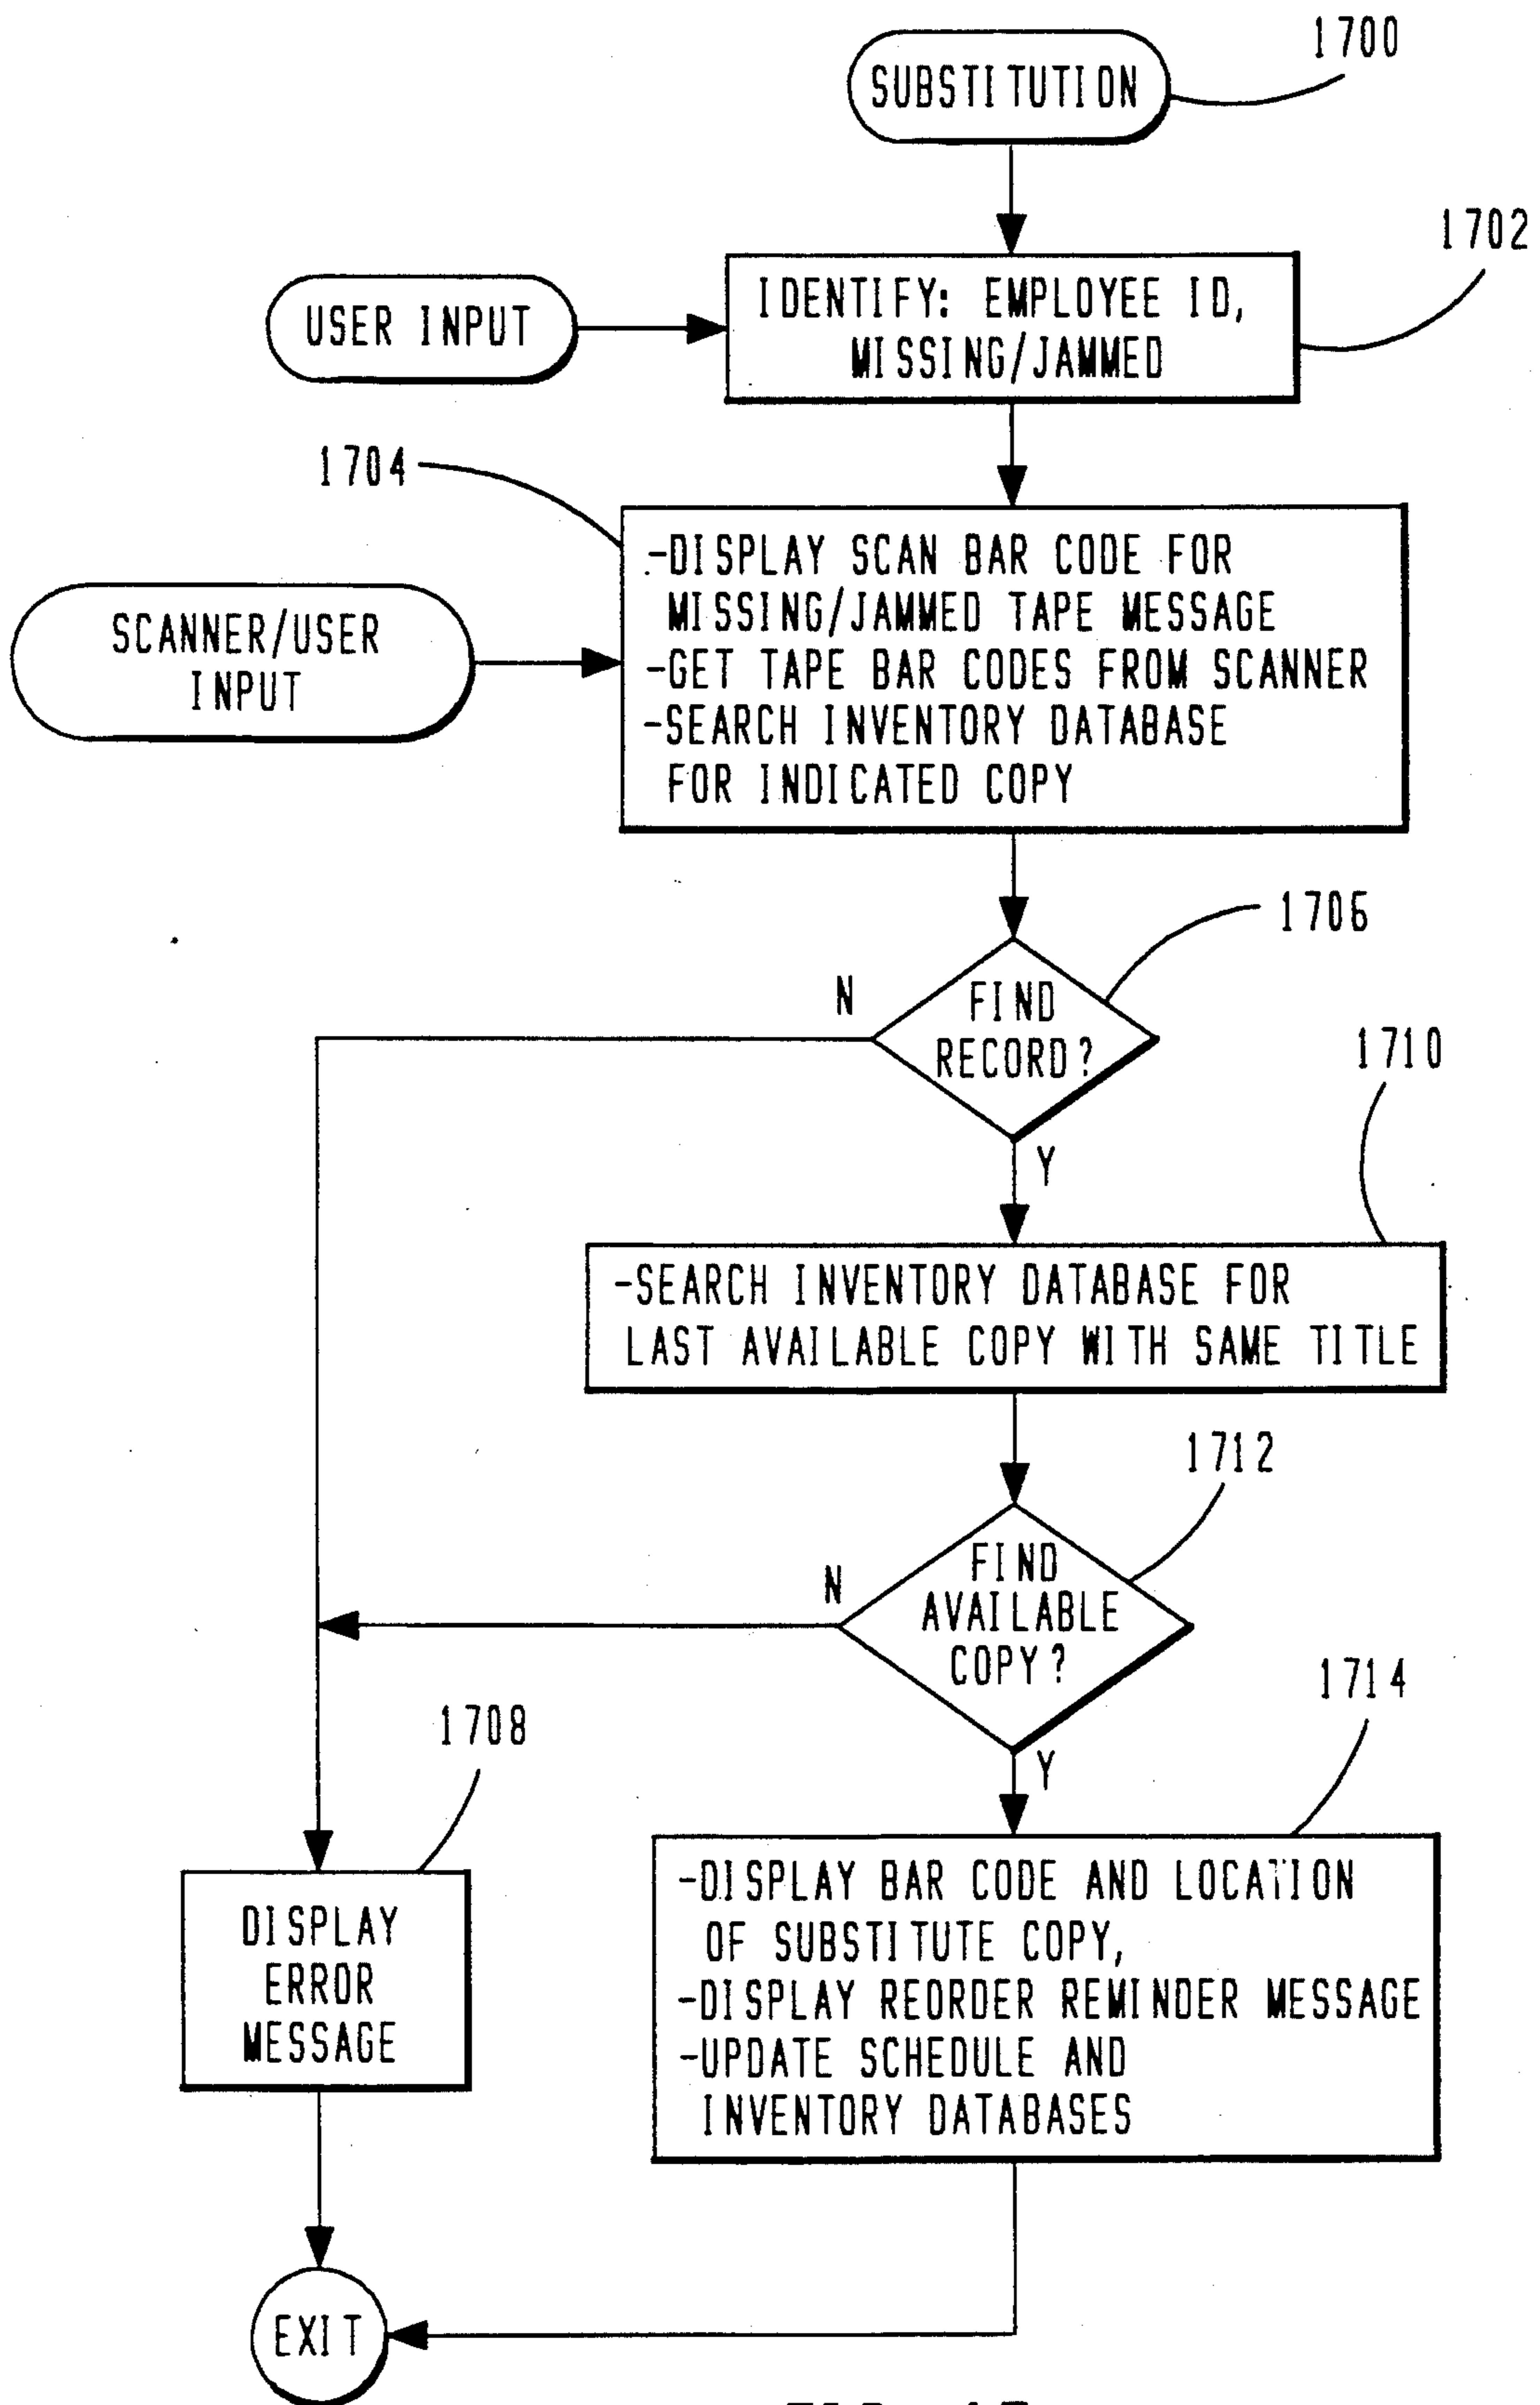 1700
SUBSTITUTION
1702
USER INPUT
IDENTIFY: EMPLOYEE ID,
MISSING/JAMMED
1704
SCANNER/USER
INPUT
-DISPLAY SCAN BAR CODE FOR
MISSING/JAMMED TAPE MESSAGE
-GET TAPE BAR CODES FROM SCANNER
-SEARCH INVENTORY DATABASE
FOR INDICATED COPY
1706
N
FIND
RECORD?
Y
1710
-SEARCH INVENTORY DATABASE FOR
LAST AVAILABLE COPY WITH SAME TITLE
1712
N
FIND
AVAILABLE
COPY?
Y
1708
1714
DISPLAY
ERROR
MESSAGE
-DISPLAY BAR CODE AND LOCATION
OF SUBSTITUTE COPY,
-DISPLAY REORDER REMINDER MESSAGE
-UPDATE SCHEDULE AND
INVENTORY DATABASES
EXIT